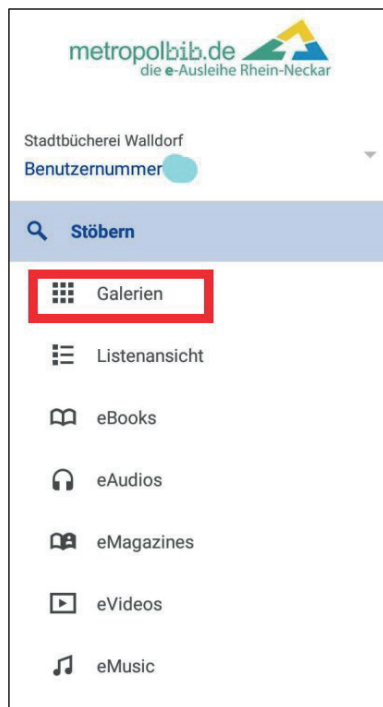 metropolbib.de
die e-Ausleihe Rhein-Neckar
Stadtbücherei Walldorf
Benutzernummer
Stöbern
Galerien
Listenansicht
eBooks
eAudios
eMagazines
eVideos
eMusic